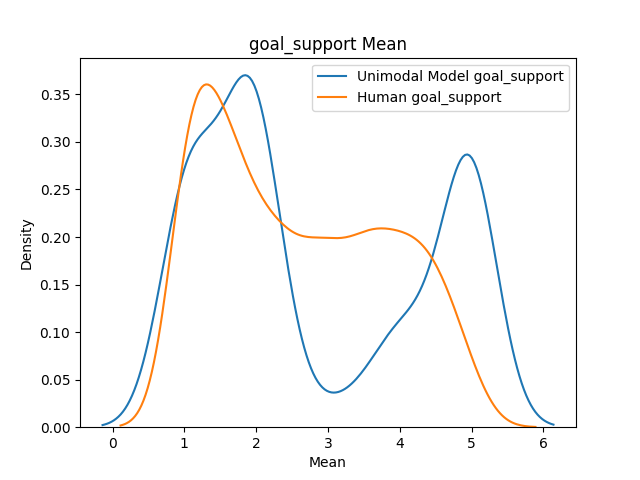 goal_support Mean
Unimodal Model goal_support
Human goal_support
0.35
0.30
0.25
0.20
0.15
0.10
0.05
0.00
Density
0 1 2 3 4 5 6
Mean